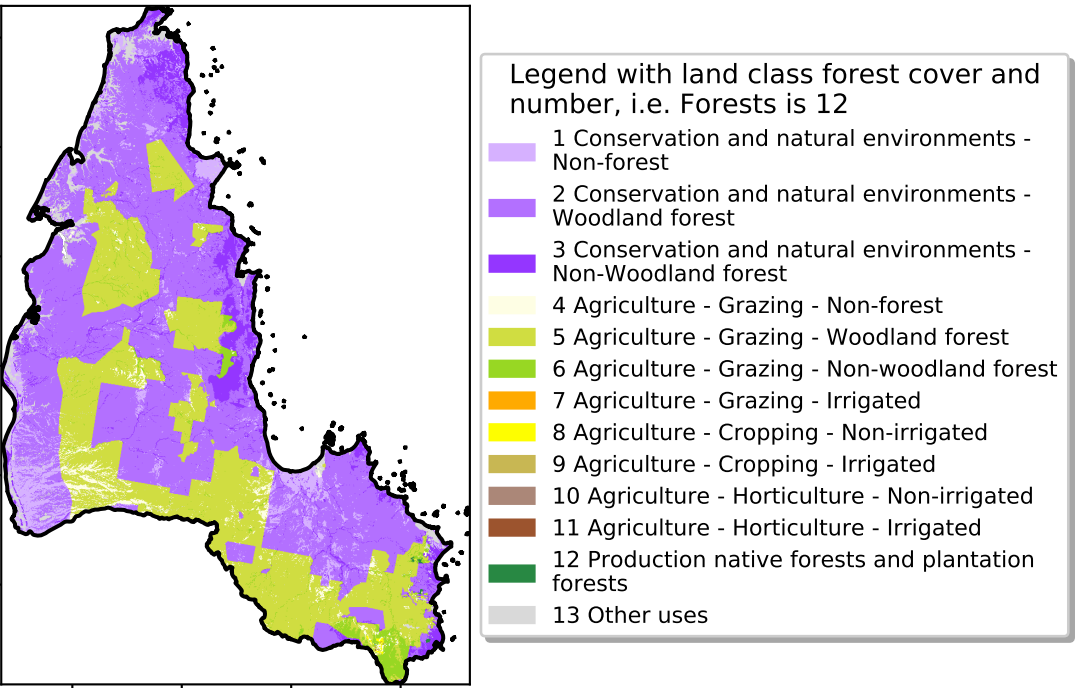 Legend with land class forest cover and
number, i.e. Forests is 12
1 Conservation and natural environments -
Non-forest
2 Conservation and natural environments -
Woodland forest
3 Conservation and natural environments -
Non-Woodland forest
4 Agriculture - Grazing - Non-forest
5 Agriculture - Grazing - Woodland forest
6 Agriculture - Grazing - Non-woodland forest
7 Agriculture - Grazing - Irrigated
8 Agriculture - Cropping - Non-irrigated
9 Agriculture - Cropping - Irrigated
10 Agriculture - Horticulture - Non-irrigated
11 Agriculture - Horticulture - Irrigated
12 Production native forests and plantation
forests
13 Other uses